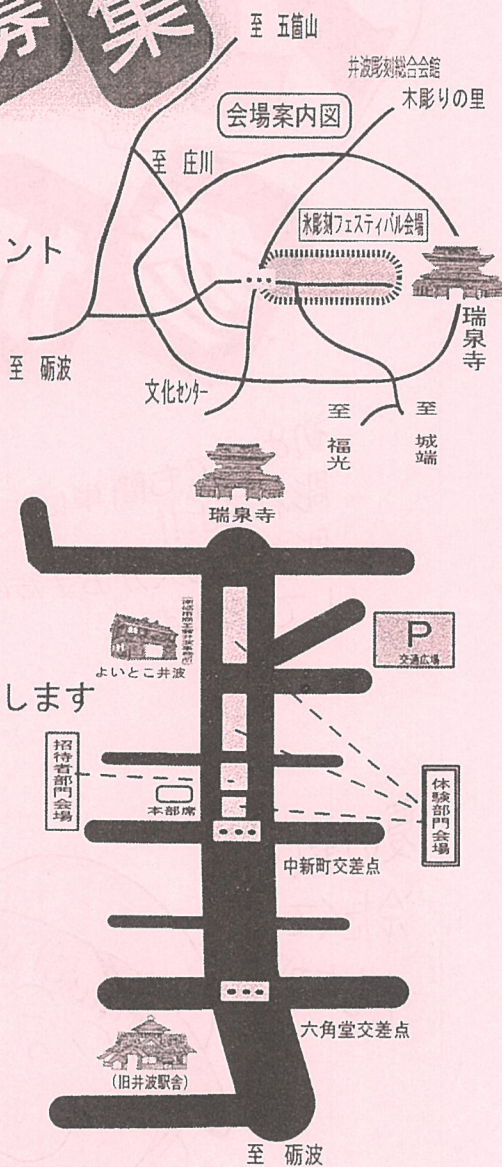 募集
至 五箇山
井波彫刻総合会館
木彫りの里
会場案内図
至 庄川
木彫刻フェスティバル会場
ント
瑞泉寺
至 砺波
文化センター
至 福光
至 城端
瑞泉寺
P
交通広場
よいとこ井波
します
招待者部門会場
本部席
体験部門会場
中新町交差点
六角堂交差点
(旧井波駅舎)
至 砺波